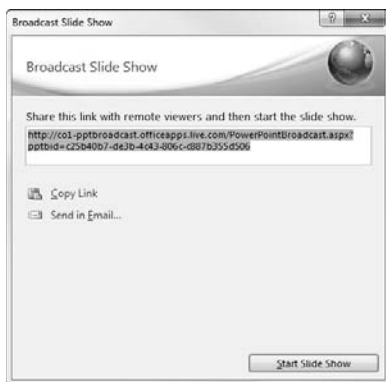 Broadcast Slide Show
Broadcast Slide Show
Share this link with remote viewers and then start the slide show.
http://co1-pptbroadcast.officeapps.live.com/PowerPointBroadcast.aspx?
pptbid=c25b40b7-de3b-4c43-806c-d887b355d506
Copy Link
Send in Email...
Start Slide Show